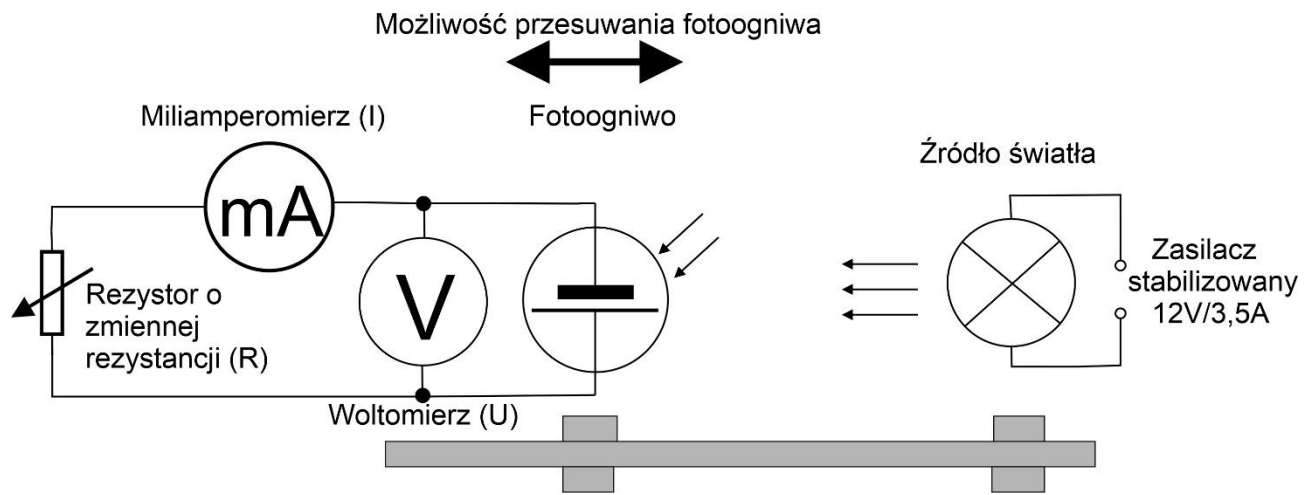 Możliwość przesuwania fotoogniwa
Miliamperomierz (I)
Fotoogniwo
Źródło światła
mA
V
Rezystor o
zmiennej
rezystancji (R)
Zasilacz
stabilizowany
12V/3,5A
Woltomierz (U)